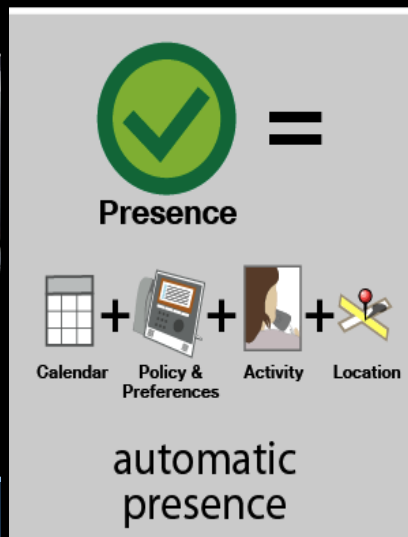 =
Presence
+ + +
Calendar Policy & Activity Location
Preferences
automatic
presence